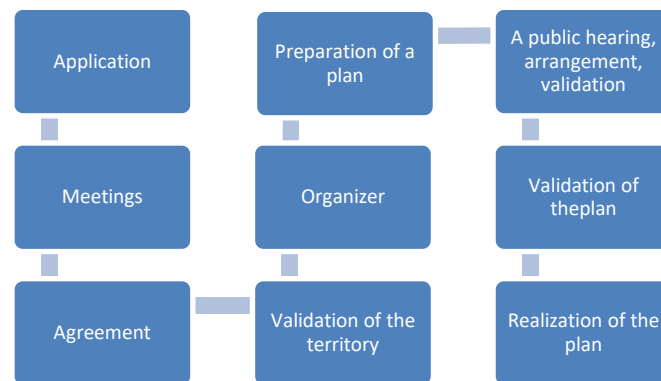 Application
Meetings
Agreement
Validation of the
territory
Organizer
Preparation of a
plan
A public hearing,
arrangement,
validation
Validation of
theplan
Realization of the
plan